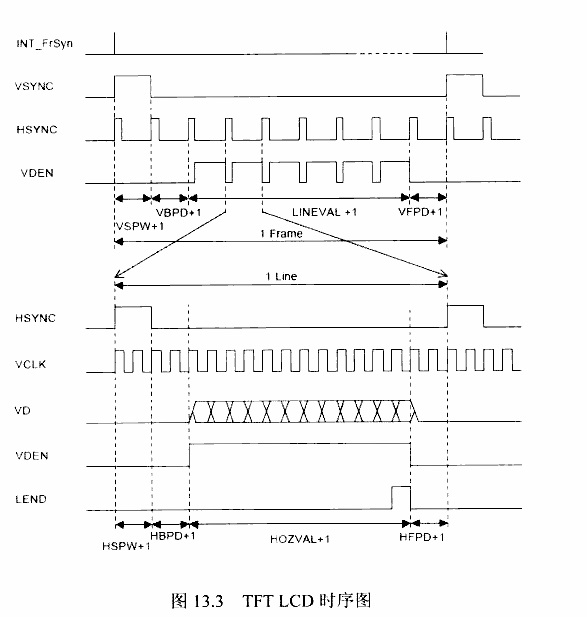 INT_FrSyn
VSYNC
HSYNC
VDEN
VBPD+1
LINEVAL +1
VFPD+1
VSPW+1
1 Frame
1 Line
HSYNC
VCLK
VD
VDEN
LEND
HSPW+1
HBPD+1
HOZVAL+1
HFPD+1
图 13.3 TFT LCD 时序图